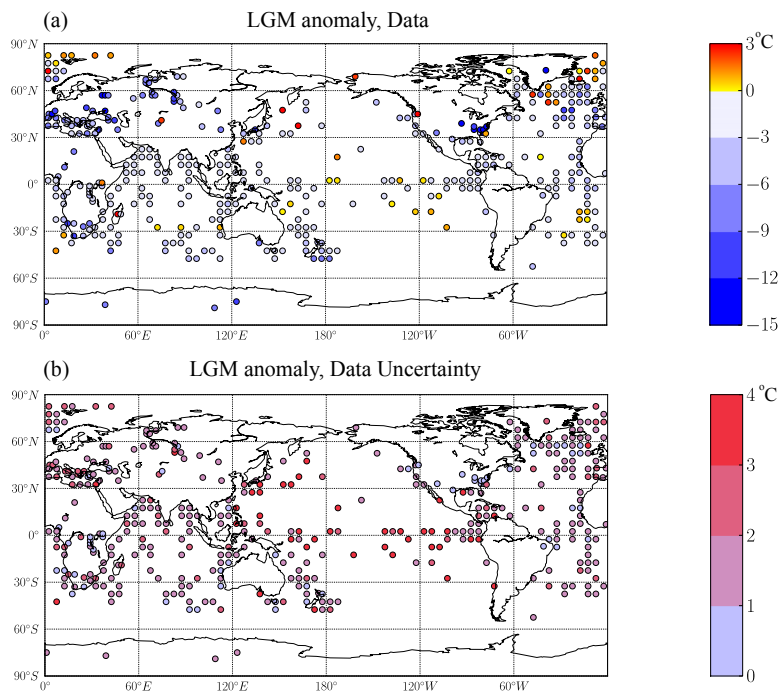 (a) LGM anomaly, Data
90°N
60°N
30°N
0°
30°S
60°S
90°S
0° 60°E 120°E 180° 120°W 60°W
3 °C
0
−3
−6
−9
−12
−15
(b) LGM anomaly, Data Uncertainty
90°N
60°N
30°N
0°
30°S
60°S
90°S
0° 60°E 120°E 180° 120°W 60°W
4 °C
3
2
1
0